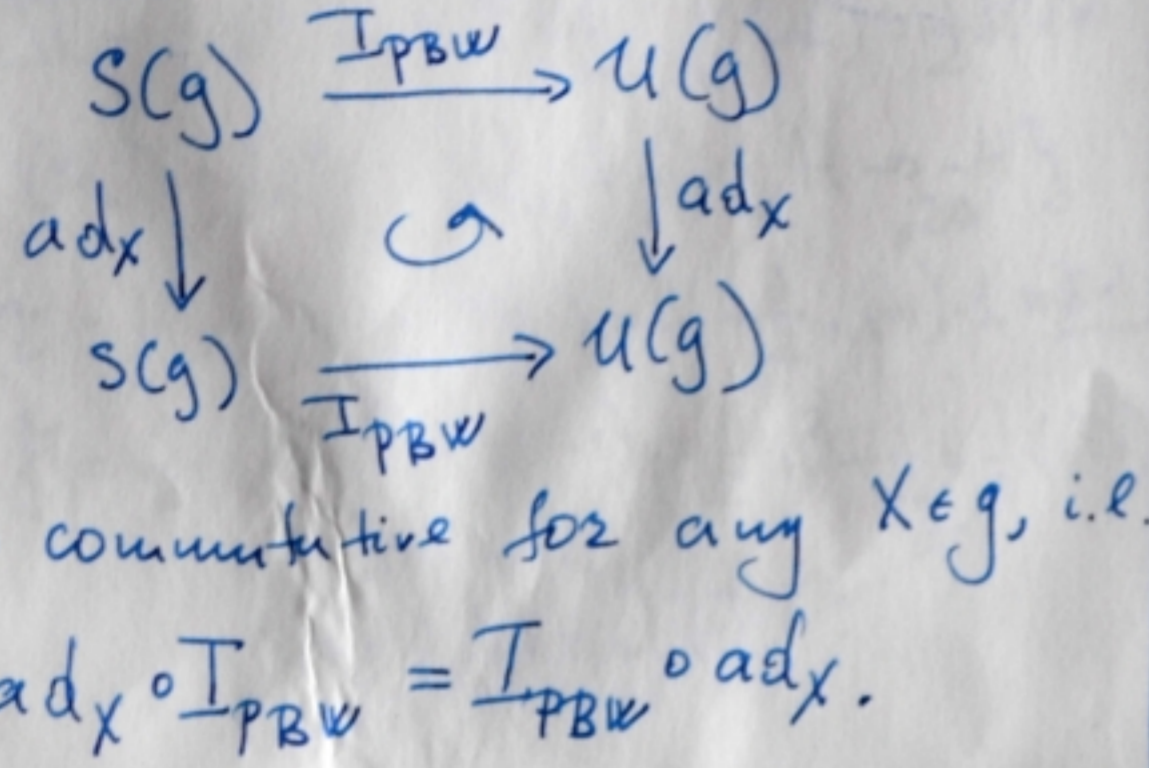 S(g) I_PBW → U(g)
ad_X ↓ ↺ ↓ ad_X
S(g) → U(g)
I_PBW
commutative for any X ∈ g, i.e.
ad_X ∘ I_PBW = I_PBW ∘ ad_X.